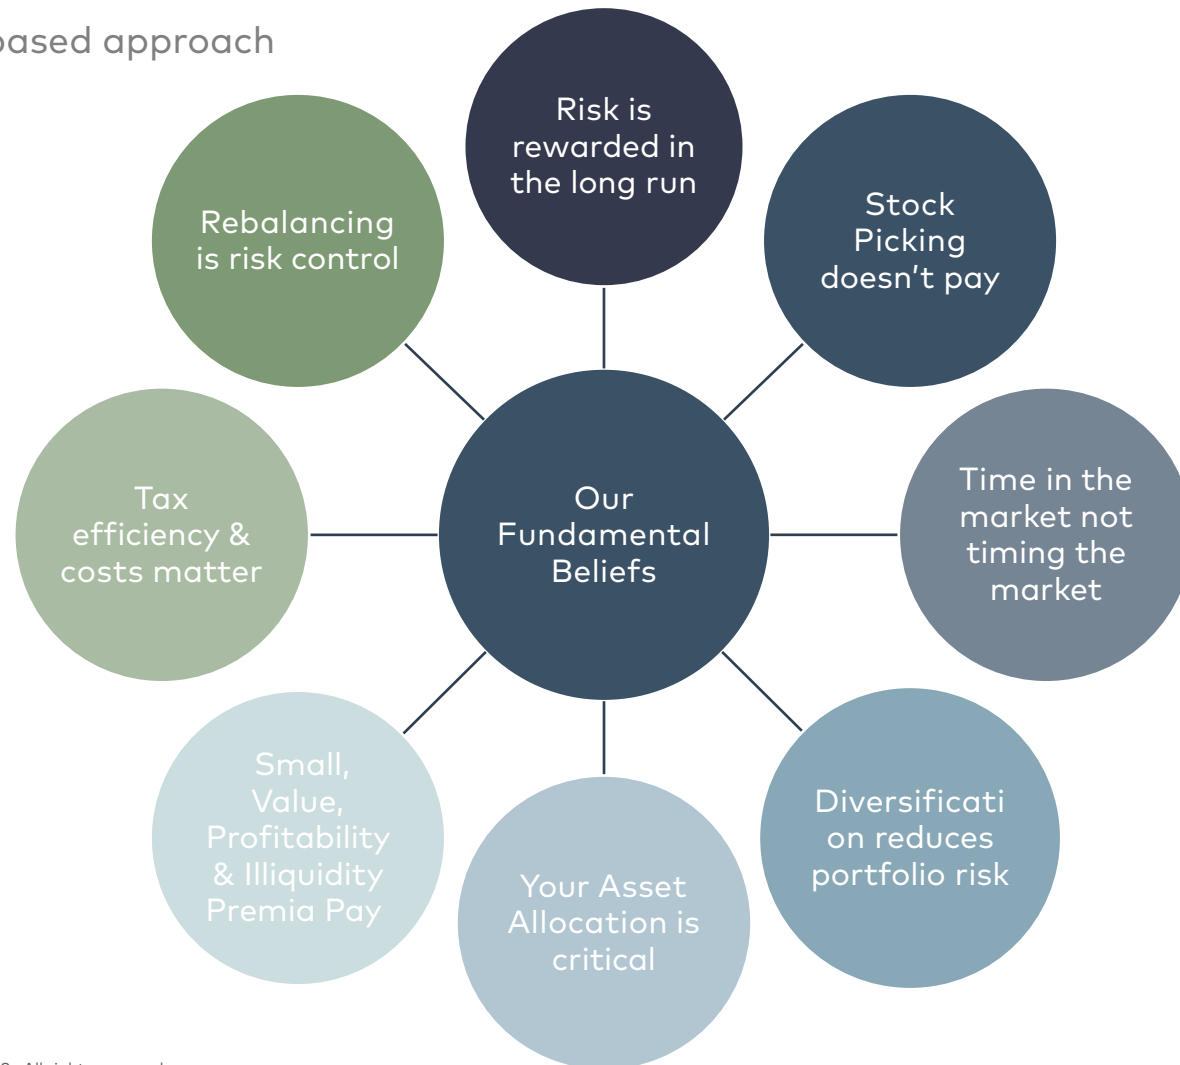 based approach
Risk is
rewarded in
the long run
Stock
Picking
doesn't pay
Rebalancing
is risk control
Time in the
market not
timing the
market
Tax
efficiency &
costs matter
Our
Fundamental
Beliefs
Small,
Value,
Profitability
& Illiquidity
Premia Pay
Diversificati
on reduces
portfolio risk
Your Asset
Allocation is
critical